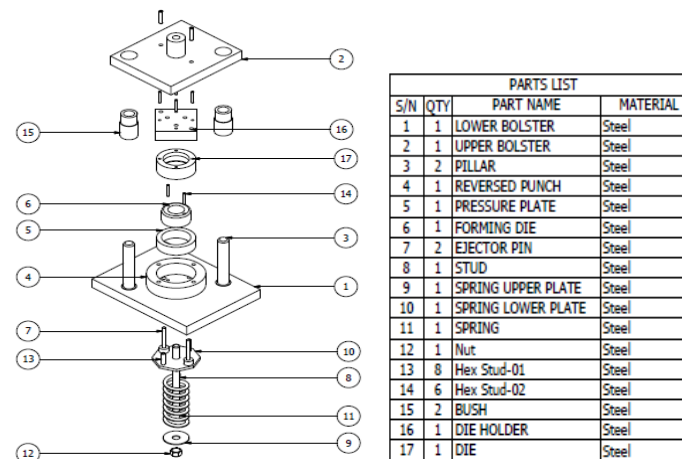 2
15
16
17
14
6
5
3
4
1
7
10
13
8
11
9
12
PARTS LIST
S/N QTY PART NAME MATERIAL
1 1 LOWER BOLSTER Steel
2 1 UPPER BOLSTER Steel
3 2 PILLAR Steel
4 1 REVERSED PUNCH Steel
5 1 PRESSURE PLATE Steel
6 1 FORMING DIE Steel
7 2 EJECTOR PIN Steel
8 1 STUD Steel
9 1 SPRING UPPER PLATE Steel
10 1 SPRING LOWER PLATE Steel
11 1 SPRING Steel
12 1 Nut Steel
13 8 Hex Stud-01 Steel
14 6 Hex Stud-02 Steel
15 2 BUSH Steel
16 1 DIE HOLDER Steel
17 1 DIE Steel